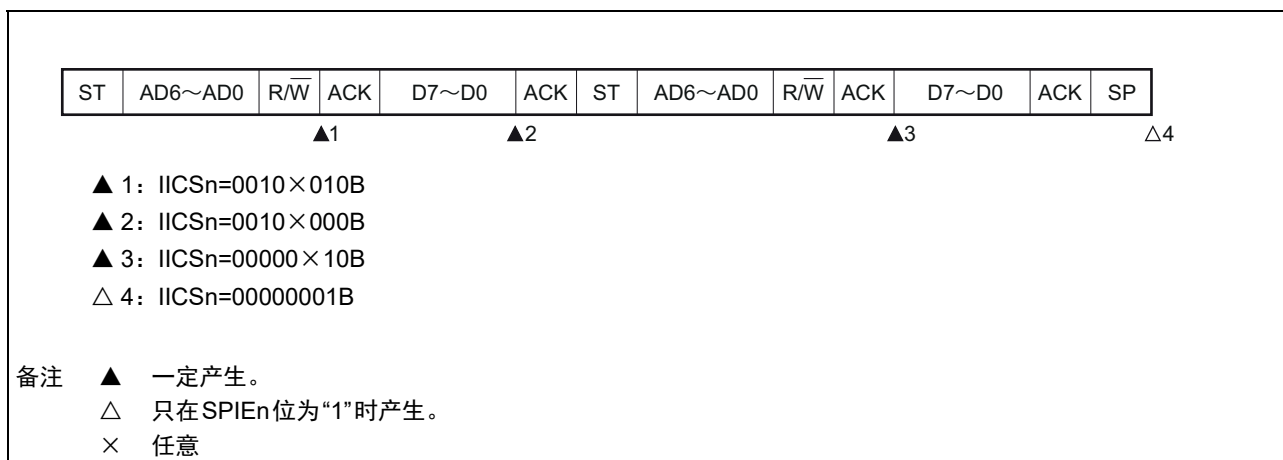 ST AD6～AD0 R/W̅ ACK D7～D0 ACK ST AD6～AD0 R/W̅ ACK D7～D0 ACK SP
▲1 ▲2 ▲3 △4
▲ 1：IICSn=0010×010B
▲ 2：IICSn=0010×000B
▲ 3：IICSn=00000×10B
△ 4：IICSn=00000001B
备注 ▲ 一定产生。
△ 只在SPIEn位为“1”时产生。
× 任意